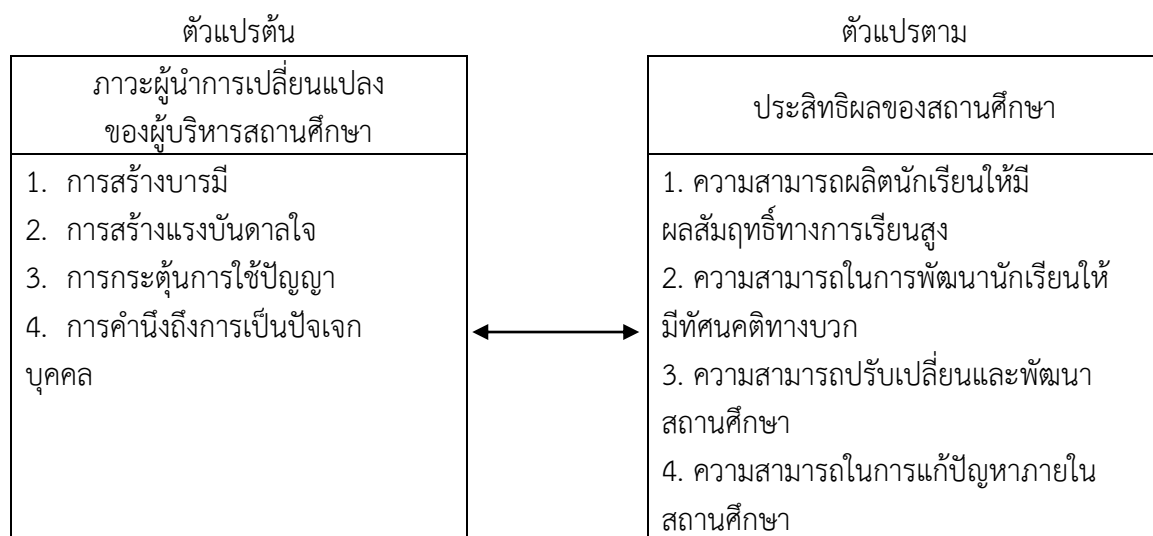 ตัวแปรต้น
ภาวะผู้นำการเปลี่ยนแปลง
ของผู้บริหารสถานศึกษา
1. การสร้างบารมี
2. การสร้างแรงบันดาลใจ
3. การกระตุ้นการใช้ปัญญา
4. การคำนึงถึงการเป็นปัจเจก
บุคคล
ตัวแปรตาม
ประสิทธิผลของสถานศึกษา
1. ความสามารถผลิตนักเรียนให้มี
ผลสัมฤทธิ์ทางการเรียนสูง
2. ความสามารถในการพัฒนานักเรียนให้
มีทัศนคติทางบวก
3. ความสามารถปรับเปลี่ยนและพัฒนา
สถานศึกษา
4. ความสามารถในการแก้ปัญหาภายใน
สถานศึกษา